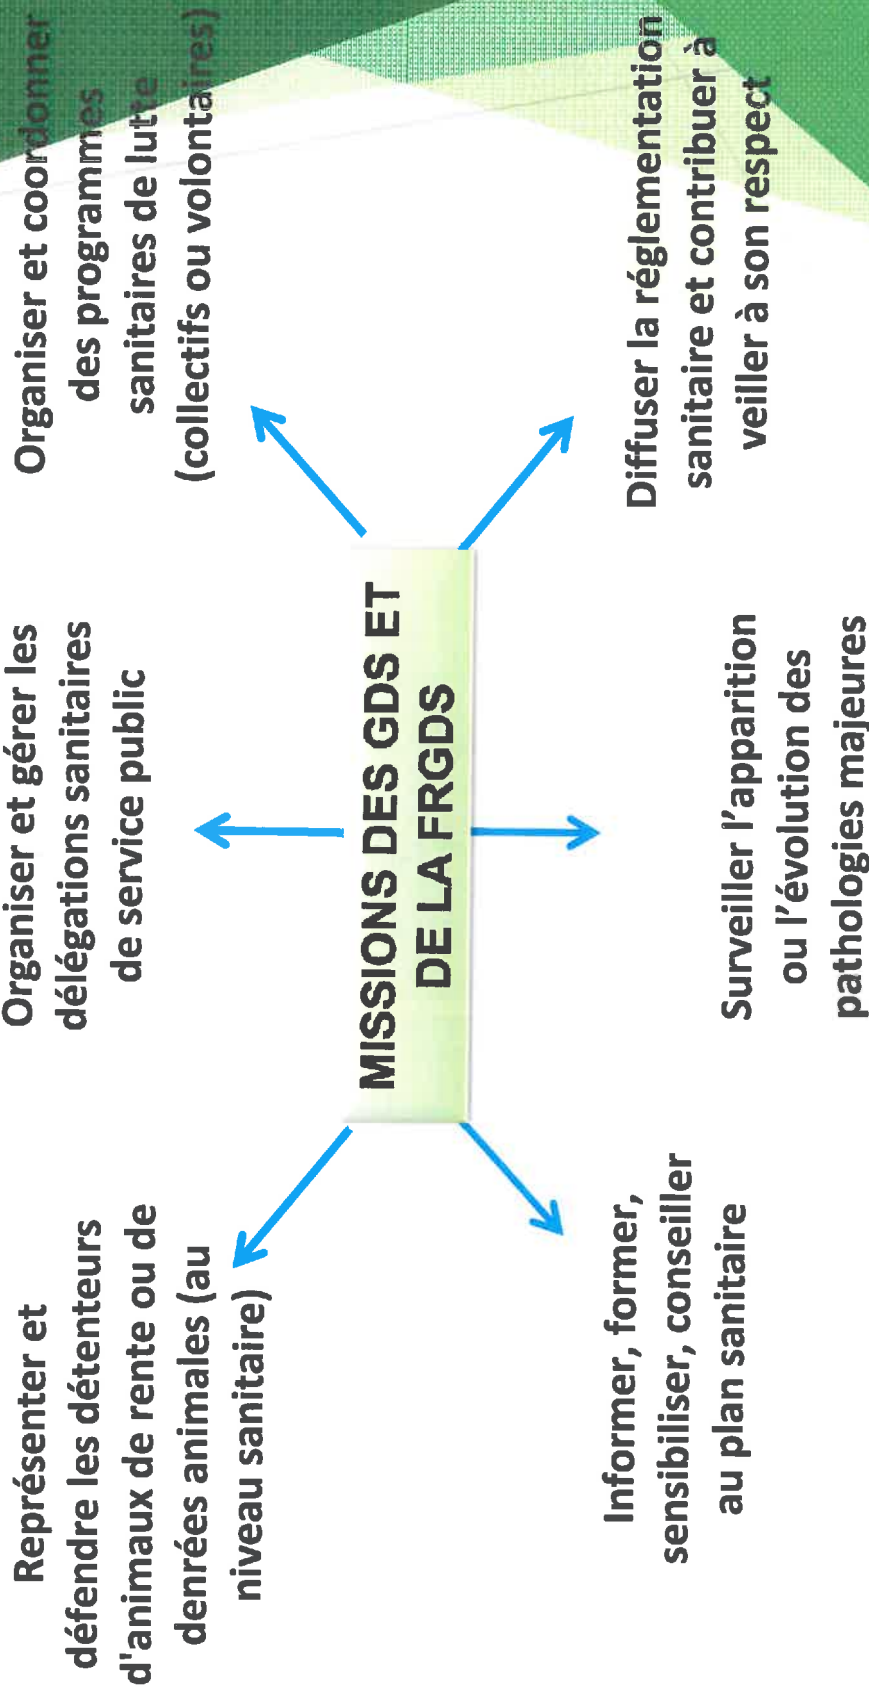 Représenter et
défendre les détenteurs
d'animaux de rente ou de
denrées animales (au
niveau sanitaire)
Organiser et gérer les
délégations sanitaires
de service public
Organiser et coordonner
des programmes
sanitaires de lutte
(collectifs ou volontaires)
MISSIONS DES GDS ET
DE LA FRGDS
Informer, former,
sensibiliser, conseiller
au plan sanitaire
Surveiller l'apparition
ou l'évolution des
pathologies majeures
Diffuser la réglementation
sanitaire et contribuer à
veiller à son respect